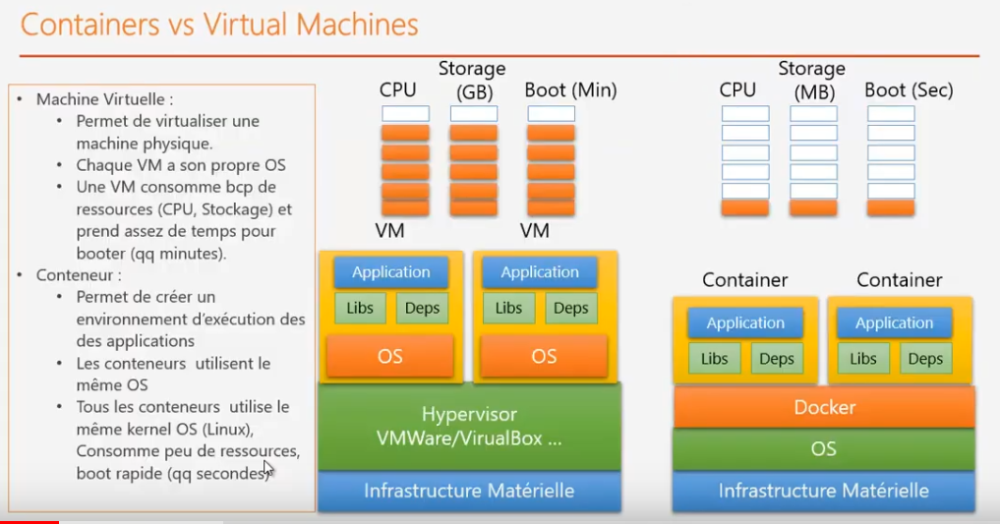 Containers vs Virtual Machines
• Machine Virtuelle :
• Permet de virtualiser une
machine physique.
• Chaque VM a son propre OS
• Une VM consomme bcp de
ressources (CPU, Stockage) et
prend assez de temps pour
booter (qq minutes).
• Conteneur :
• Permet de créer un
environnement d'exécution des
des applications
• Les conteneurs utilisent le
même OS
• Tous les conteneurs utilise le
même kernel OS (Linux),
Consomme peu de ressources,
boot rapide (qq secondes)
CPU
Storage
(GB)
Boot (Min)
VM
VM
Application
Libs
Deps
OS
Application
Libs
Deps
OS
Hypervisor
VMWare/VirualBox ...
Infrastructure Matérielle
CPU
Storage
(MB)
Boot (Sec)
Container
Container
Application
Libs
Deps
Application
Libs
Deps
Docker
OS
Infrastructure Matérielle